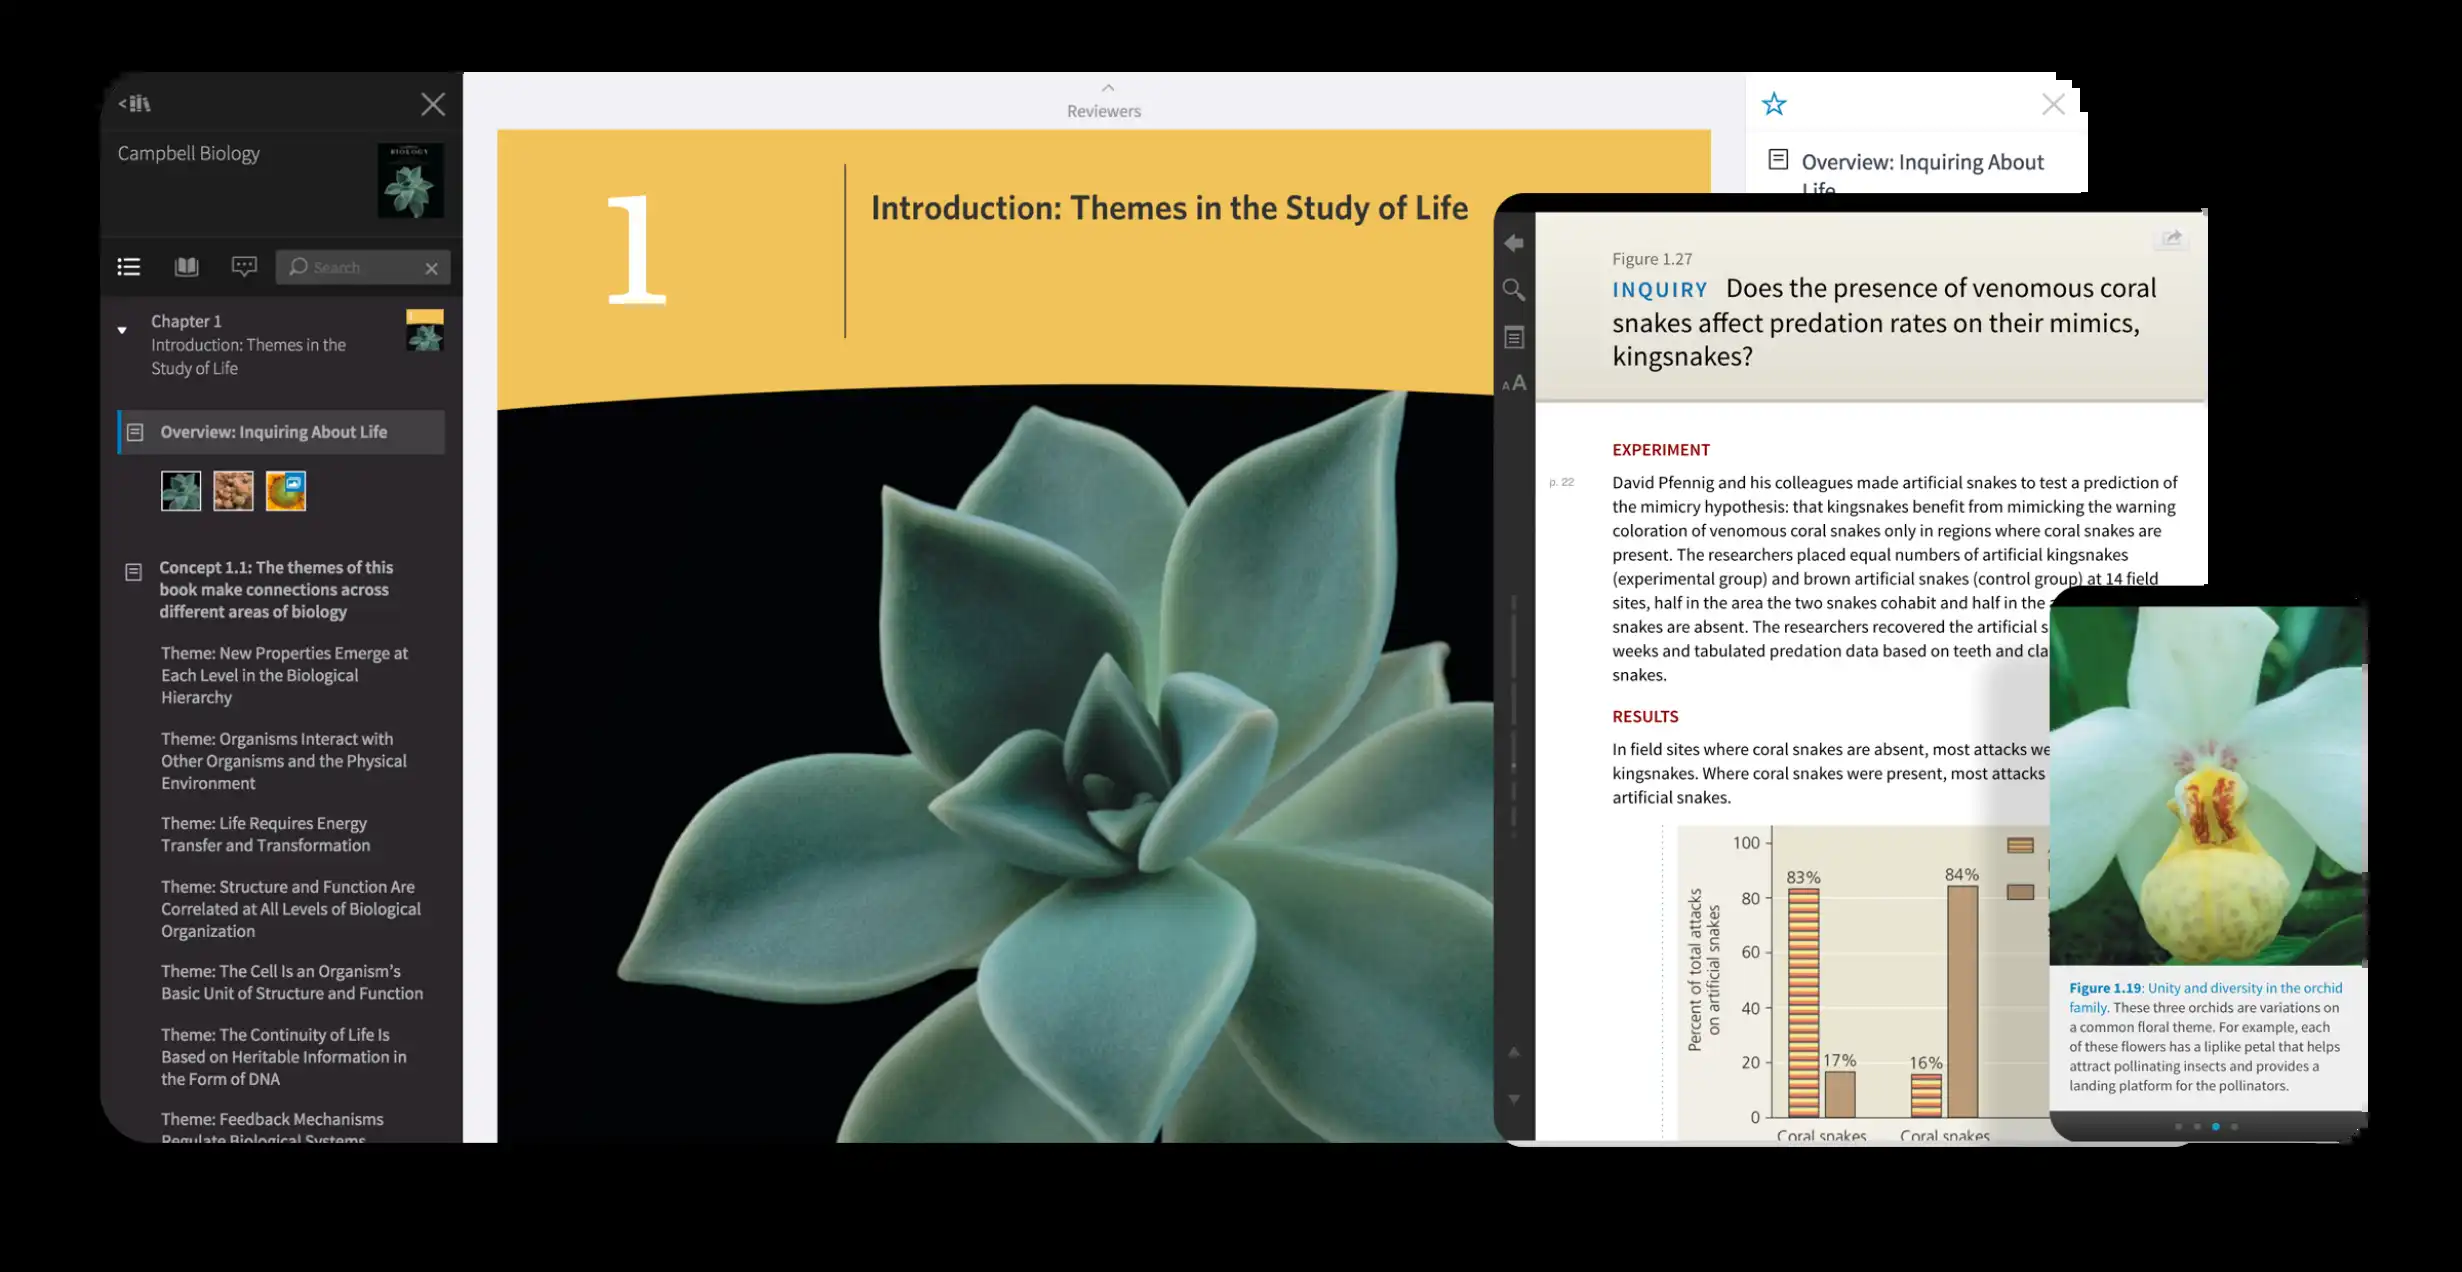 Campbell Biology
BIOLOGY
Search
Chapter 1
Introduction: Themes in the
Study of Life
Overview: Inquiring About Life
Concept 1.1: The themes of this
book make connections across
different areas of biology
Theme: New Properties Emerge at
Each Level in the Biological
Hierarchy
Theme: Organisms Interact with
Other Organisms and the Physical
Environment
Theme: Life Requires Energy
Transfer and Transformation
Theme: Structure and Function Are
Correlated at All Levels of Biological
Organization
Theme: The Cell Is an Organism’s
Basic Unit of Structure and Function
Theme: The Continuity of Life Is
Based on Heritable Information in
the Form of DNA
Theme: Feedback Mechanisms
Regulate Biological Systems
Reviewers
1
Introduction: Themes in the Study of Life
Overview: Inquiring About
Life
AA
Figure 1.27
INQUIRY Does the presence of venomous coral
snakes affect predation rates on their mimics,
kingsnakes?
EXPERIMENT
p. 22
David Pfennig and his colleagues made artificial snakes to test a prediction of
the mimicry hypothesis: that kingsnakes benefit from mimicking the warning
coloration of venomous coral snakes only in regions where coral snakes are
present. The researchers placed equal numbers of artificial kingsnakes
(experimental group) and brown artificial snakes (control group) at 14 field
sites, half in the area the two snakes cohabit and half in the
snakes are absent. The researchers recovered the artificial s
weeks and tabulated predation data based on teeth and cla
snakes.
RESULTS
In field sites where coral snakes are absent, most attacks we
kingsnakes. Where coral snakes were present, most attacks
artificial snakes.
Percent of total attacks
on artificial snakes
100
80
60
40
20
0
83%
17%
16%
84%
Coral snakes
Coral snakes
Figure 1.19: Unity and diversity in the orchid
family. These three orchids are variations on
a common floral theme. For example, each
of these flowers has a liplike petal that helps
attract pollinating insects and provides a
landing platform for the pollinators.